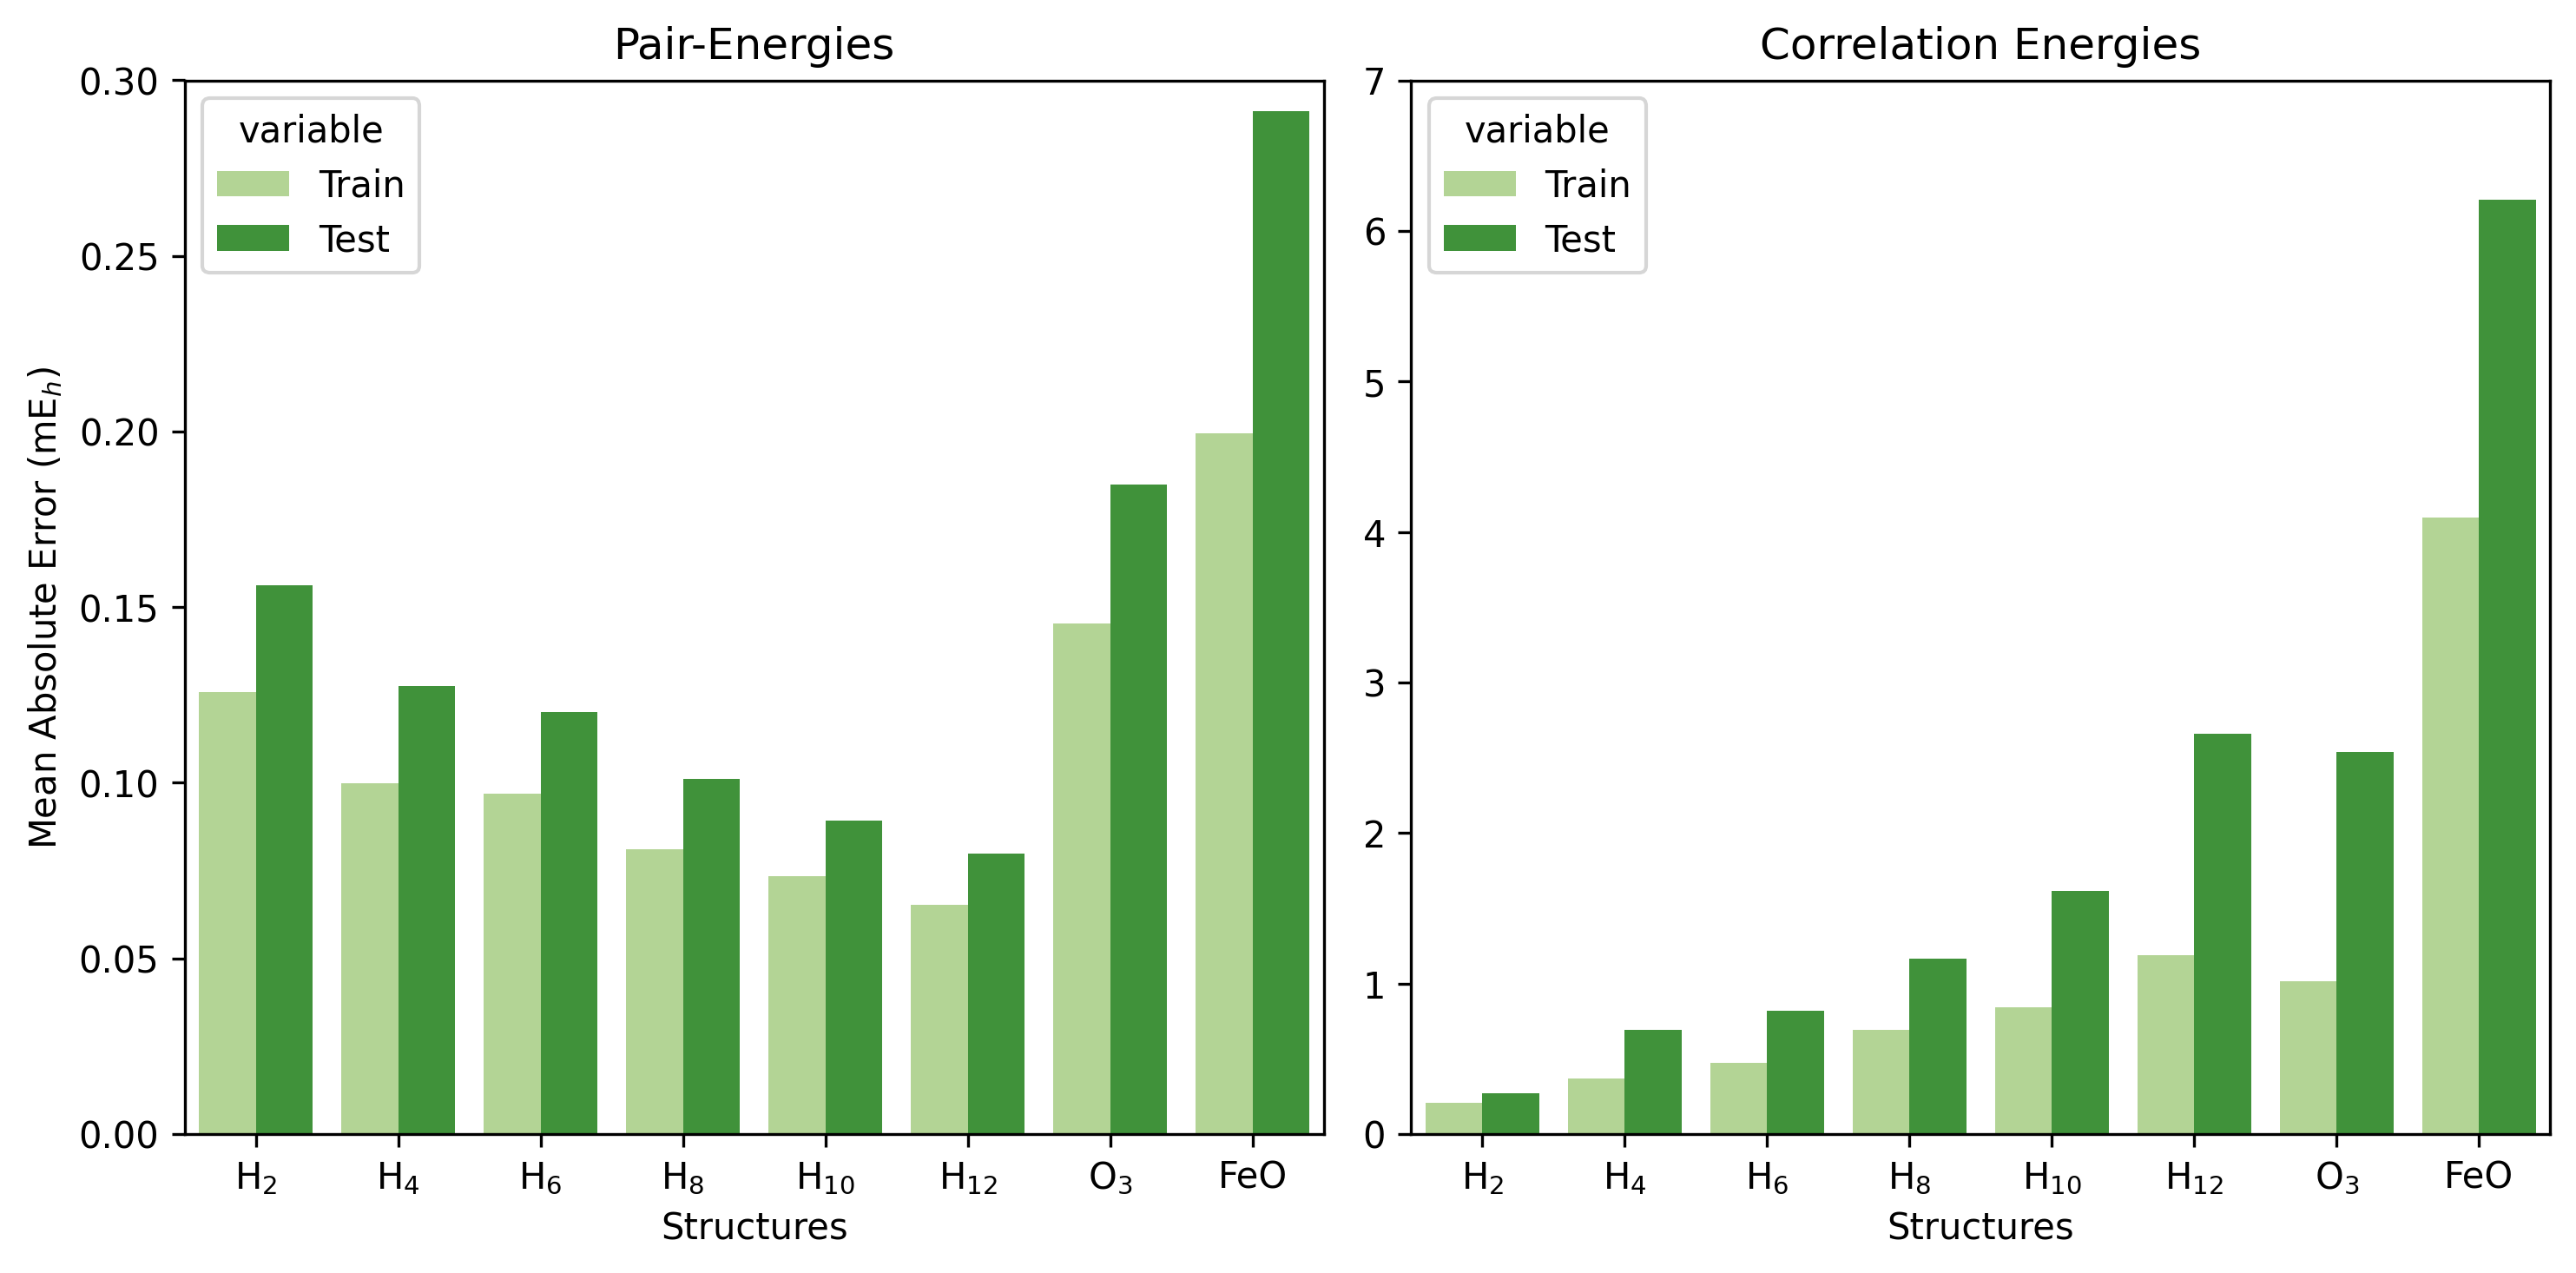 Pair-Energies
Mean Absolute Error (mE$_h$)
0.30
0.25
0.20
0.15
0.10
0.05
0.00
variable
Train
Test
H₂ H₄ H₆ H₈ H₁₀ H₁₂ O₃ FeO
Structures
Correlation Energies
7
6
5
4
3
2
1
0
variable
Train
Test
H₂ H₄ H₆ H₈ H₁₀ H₁₂ O₃ FeO
Structures